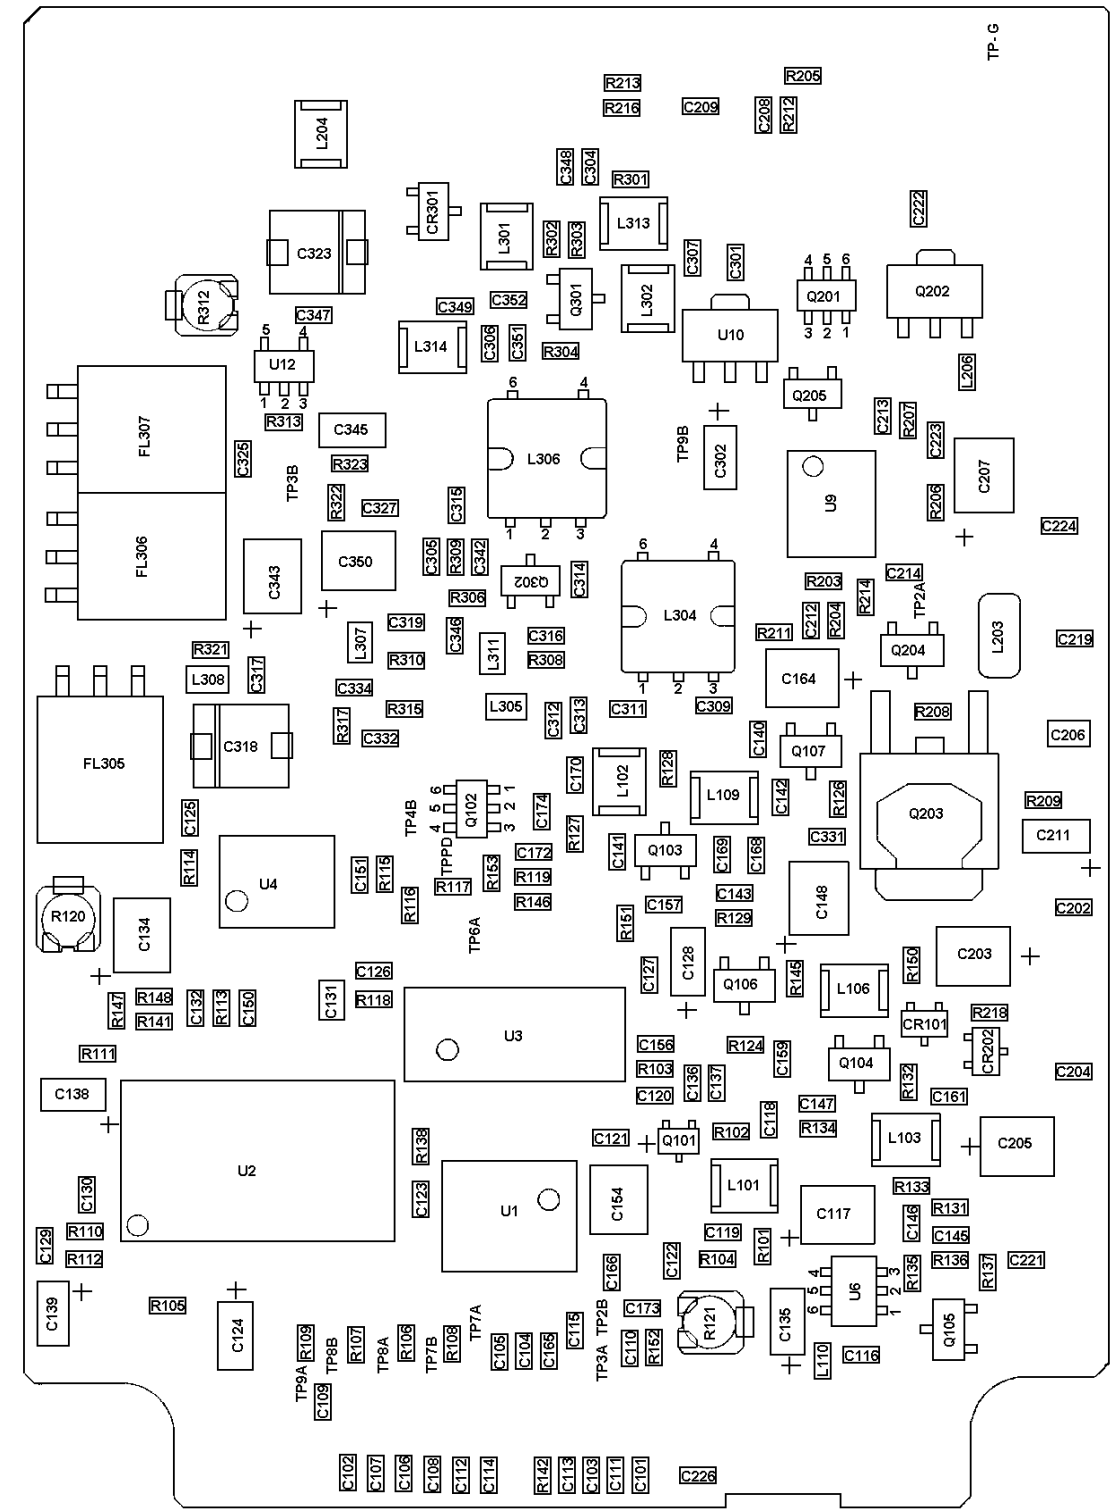 TP-G
R205
R213
R216
C209
C208
R212
L204
C348
C304
R301
CR301
L301
R302
R303
L313
C222
C323
C307
C301
4 5 6
Q201
3 2 1
Q202
R312
C347
C349
C352
Q301
L302
U10
5 4
U12
1 2 3
L314
C306
C351
R304
L206
Q205
R313
C345
FL307
C325
R323
TP3B
6 4
L306
1 2 3
TP9B
C302
C213
R207
C223
C207
U9
R322
C327
C315
R206
C224
FL306
C343
C350
C305
R309
C342
Q302
C314
6 4
L304
1 2 3
R203
C214
R214
TP2A
R306
C212
R204
L203
C319
C346
C316
R211
Q204
C219
L307
L311
R321
R310
R308
C164
L308
C317
C334
R315
L305
C311
C309
R208
R317
C332
C312
C313
C140
Q107
C206
C318
FL305
C170
L102
R128
L109
C142
R126
Q203
R209
C211
TP4B
6 5 4
Q102
1 2 3
C174
R127
C125
C331
C141
Q103
C169
C168
TPPD
C172
R114
U4
C151
R115
R117
R153
R119
C148
R116
R146
C157
C143
R129
C202
R120
C134
TP6A
R151
C128
C127
Q106
R145
L106
R150
C203
C126
C131
R118
U3
R147
R148
R141
C132
R113
C150
CR101
R218
CR202
R111
C156
R124
C159
Q104
R103
C136
C137
C120
R132
C204
C138
C161
C147
U2
R138
C121
Q101
R102
C118
R134
L103
C205
C130
C123
U1
C154
L101
C117
R133
R131
C129
R110
R112
C119
R104
R101
C146
C145
C122
C166
4 5 6
U6
3 2 1
R135
R136
R137
C221
C139
R105
C124
TP7A
TP2B
C173
R121
C135
Q105
R109
TP8B
R107
TP8A
R106
TP7B
R108
C105
C104
C165
C115
TP3A
C110
R152
L110
C116
TP9A
C109
C102
C107
C106
C108
C112
C114
R142
C113
C103
C111
C101
C226